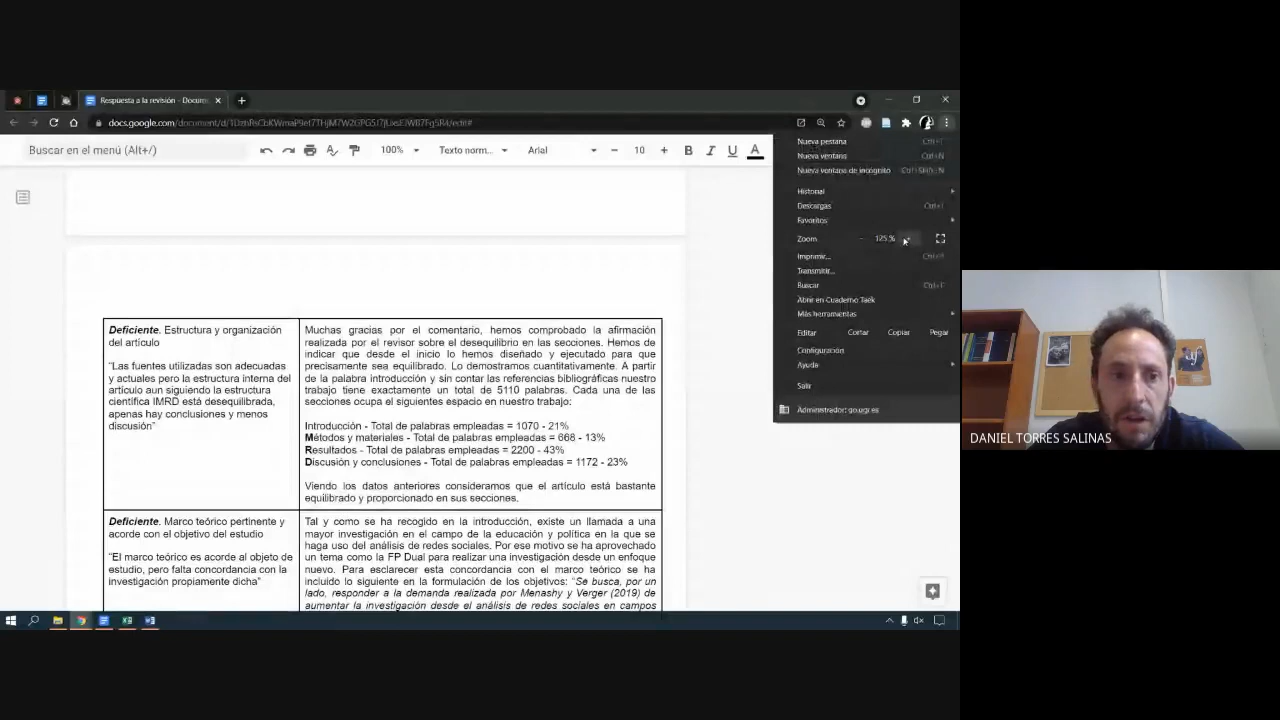 Respuesta a la revisión - Docum
Buscar en el menú (Alt+/)
100%
Texto norm...
Arial
10
B I U A
Nueva pestaña
Nueva ventana Ctrl+N
Nueva ventana de incógnito
Historial
Descargas
Favoritos
Zoom - 125 %
Imprimir...
Transmitir...
Buscar
Abrir en Cuaderno
Más herramientas
Editar Cortar Copiar Pegar
Configuración
Ayuda
Salir
Administrador: go.ugr.es
Deficiente. Estructura y organización
del artículo
“Las fuentes utilizadas son adecuadas
y actuales pero la estructura interna del
artículo aun siguiendo la estructura
científica IMRD está desequilibrada,
apenas hay conclusiones y menos
discusión”
Muchas gracias por el comentario, hemos comprobado la afirmación
realizada por el revisor sobre el desequilibrio en las secciones. Hemos de
indicar que desde el inicio lo hemos diseñado y ejecutado para que
precisamente sea equilibrado. Lo demostramos cuantitativamente. A partir
de la palabra introducción y sin contar las referencias bibliográficas nuestro
trabajo tiene exactamente un total de 5110 palabras. Cada una de las
secciones ocupa el siguientes espacio en nuestro trabajo:
Introducción - Total de palabras empleadas = 1070 - 21%
Métodos y materiales - Total de palabras empleadas = 668 - 13%
Resultados - Total de palabras empleadas = 2200 - 43%
Discusión y conclusiones - Total de palabras empleadas = 1172 - 23%
Viendo los datos anteriores consideramos que el artículo está bastante
equilibrado y proporcionado en sus secciones.
Deficiente. Marco teórico pertinente y
acorde con el objetivo del estudio
“El marco teórico es acorde al objeto de
estudio, pero falta concordancia con la
investigación propiamente dicha”
Tal y como se ha recogido en la introducción, existe un llamada a una
mayor investigación en el campo de la educación y política en la que se
haga uso del análisis de redes sociales. Por ese motivo se ha aprovechado
un tema como la FP Dual para realizar una investigación desde un enfoque
nuevo. Para esclarecer esta concordancia con el marco teórico se ha
incluido lo siguiente en la formulación de los objetivos: “Se busca, por un
lado, responder a la demanda realizada por Menashy y Verger (2019) de
aumentar la investigación desde el análisis de redes sociales en campos
DANIEL TORRES SALINAS